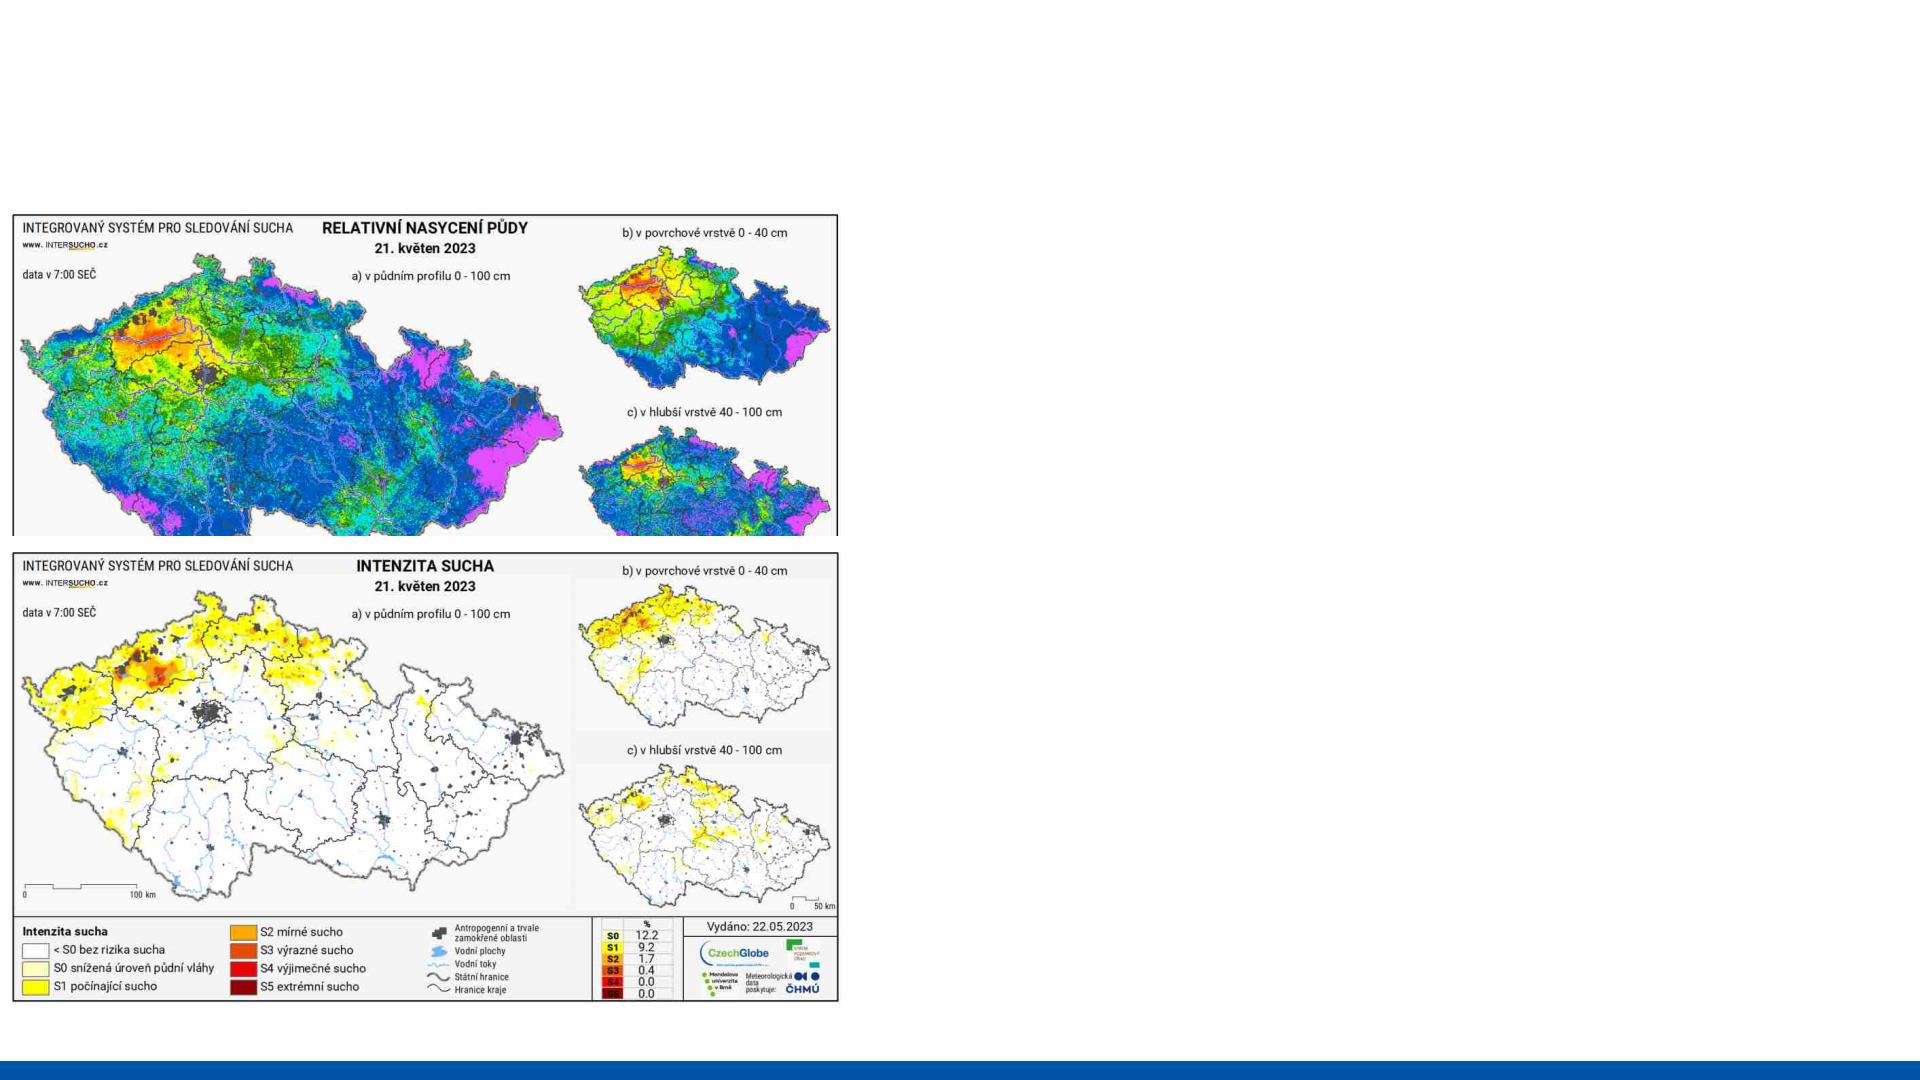 INTEGROVANÝ SYSTÉM PRO SLEDOVÁNÍ SUCHA
www. INTERSUCHO.cz
data v 7:00 SEČ
RELATIVNÍ NASYCENÍ PŮDY
21. květen 2023
a) v půdním profilu 0 - 100 cm
b) v povrchové vrstvě 0 - 40 cm
c) v hlubší vrstvě 40 - 100 cm
INTEGROVANÝ SYSTÉM PRO SLEDOVÁNÍ SUCHA
www. INTERSUCHO.cz
data v 7:00 SEČ
INTENZITA SUCHA
21. květen 2023
a) v půdním profilu 0 - 100 cm
b) v povrchové vrstvě 0 - 40 cm
c) v hlubší vrstvě 40 - 100 cm
0 100 km
0 50 km
Intenzita sucha
< S0 bez rizika sucha
S0 snížená úroveň půdní vláhy
S1 počínající sucho
S2 mírné sucho
S3 výrazné sucho
S4 výjimečné sucho
S5 extrémní sucho
Antropogenní a trvale
zamokřené oblasti
Vodní plochy
Vodní toky
Státní hranice
Hranice kraje
%
S0 12.2
S1 9.2
S2 1.7
S3 0.4
S4 0.0
S5 0.0
Vydáno: 22.05.2023
CzechGlobe
Mendelova
univerzita
v Brně
Meteorologická
data
poskytuje:
ČHMÚ